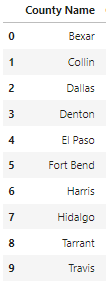 County Name
0 Bexar
1 Collin
2 Dallas
3 Denton
4 El Paso
5 Fort Bend
6 Harris
7 Hidalgo
8 Tarrant
9 Travis